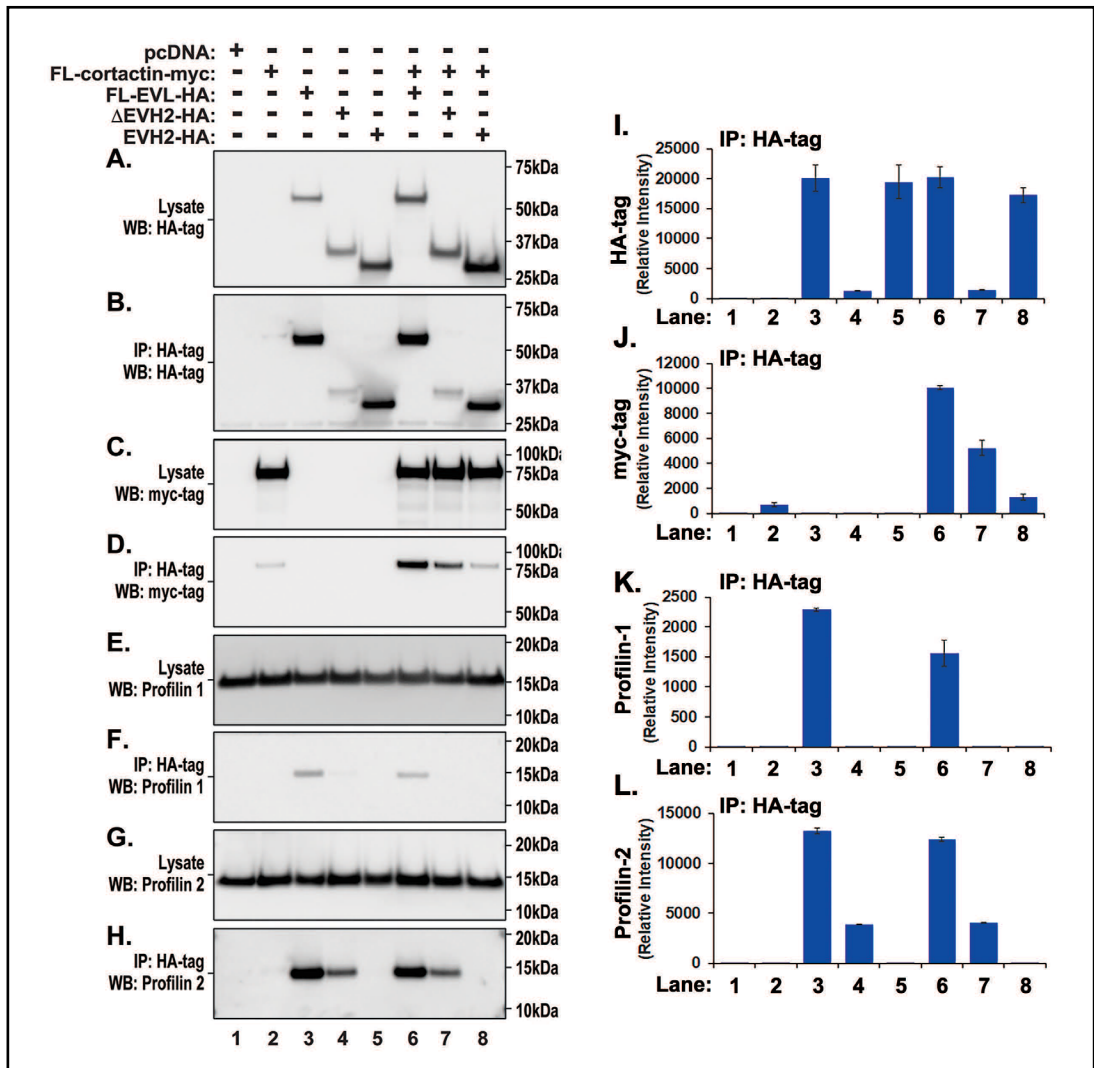 pcDNA: + - - - - - - -
FL-cortactin-myc: - + - - - + + +
FL-EVL-HA: - - + - - + - -
ΔEVH2-HA: - - - + - - + -
EVH2-HA: - - - - + - - +
A.
Lysate
WB: HA-tag
75kDa
50kDa
37kDa
25kDa
B.
IP: HA-tag
WB: HA-tag
75kDa
50kDa
37kDa
25kDa
C.
Lysate
WB: myc-tag
100kDa
75kDa
50kDa
D.
IP: HA-tag
WB: myc-tag
100kDa
75kDa
50kDa
E.
Lysate
WB: Profilin 1
20kDa
15kDa
10kDa
F.
IP: HA-tag
WB: Profilin 1
20kDa
15kDa
10kDa
G.
Lysate
WB: Profilin 2
20kDa
15kDa
10kDa
H.
IP: HA-tag
WB: Profilin 2
20kDa
15kDa
10kDa
1 2 3 4 5 6 7 8
I.
IP: HA-tag
HA-tag
(Relative Intensity)
25000
20000
15000
10000
5000
0
Lane: 1 2 3 4 5 6 7 8
J.
IP: HA-tag
myc-tag
(Relative Intensity)
12000
10000
8000
6000
4000
2000
0
Lane: 1 2 3 4 5 6 7 8
K.
IP: HA-tag
Profilin-1
(Relative Intensity)
2500
2000
1500
1000
500
0
Lane: 1 2 3 4 5 6 7 8
L.
IP: HA-tag
Profilin-2
(Relative Intensity)
15000
10000
5000
0
Lane: 1 2 3 4 5 6 7 8